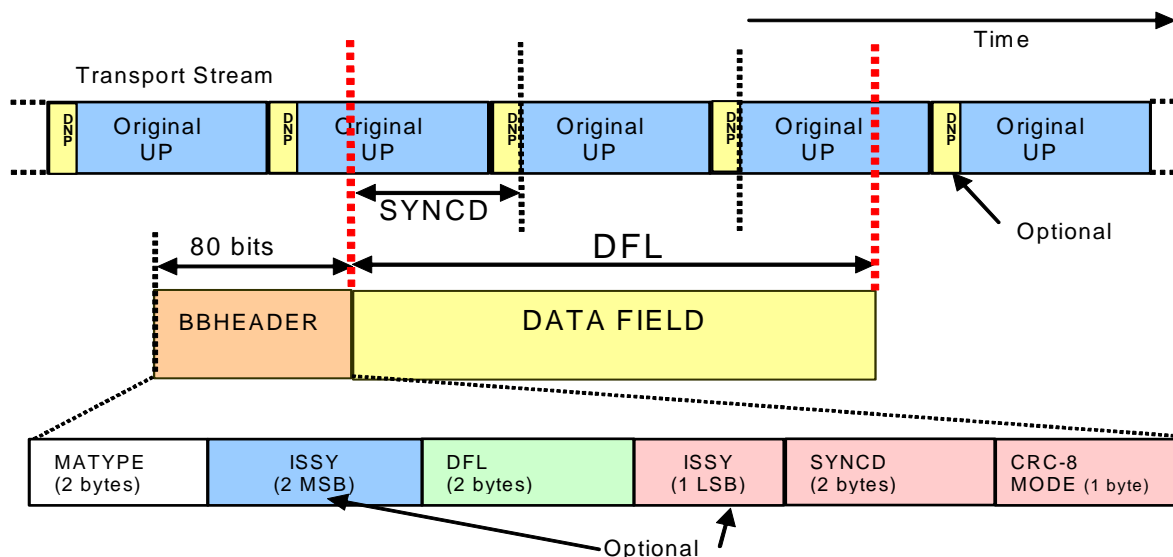 Time
Transport Stream
DNP
Original
UP
DNP
Original
UP
DNP
Original
UP
DNP
Original
UP
DNP
Original
UP
SYNCD
Optional
80 bits
DFL
BBHEADER
DATA FIELD
MATYPE
(2 bytes)
ISSY
(2 MSB)
DFL
(2 bytes)
ISSY
(1 LSB)
SYNCD
(2 bytes)
CRC-8
MODE (1 byte)
Optional